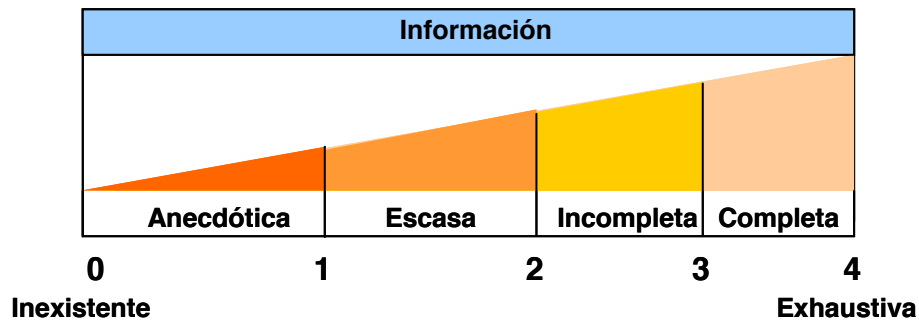 Información
Anecdótica Escasa Incompleta Completa
0 1 2 3 4
Inexistente Exhaustiva